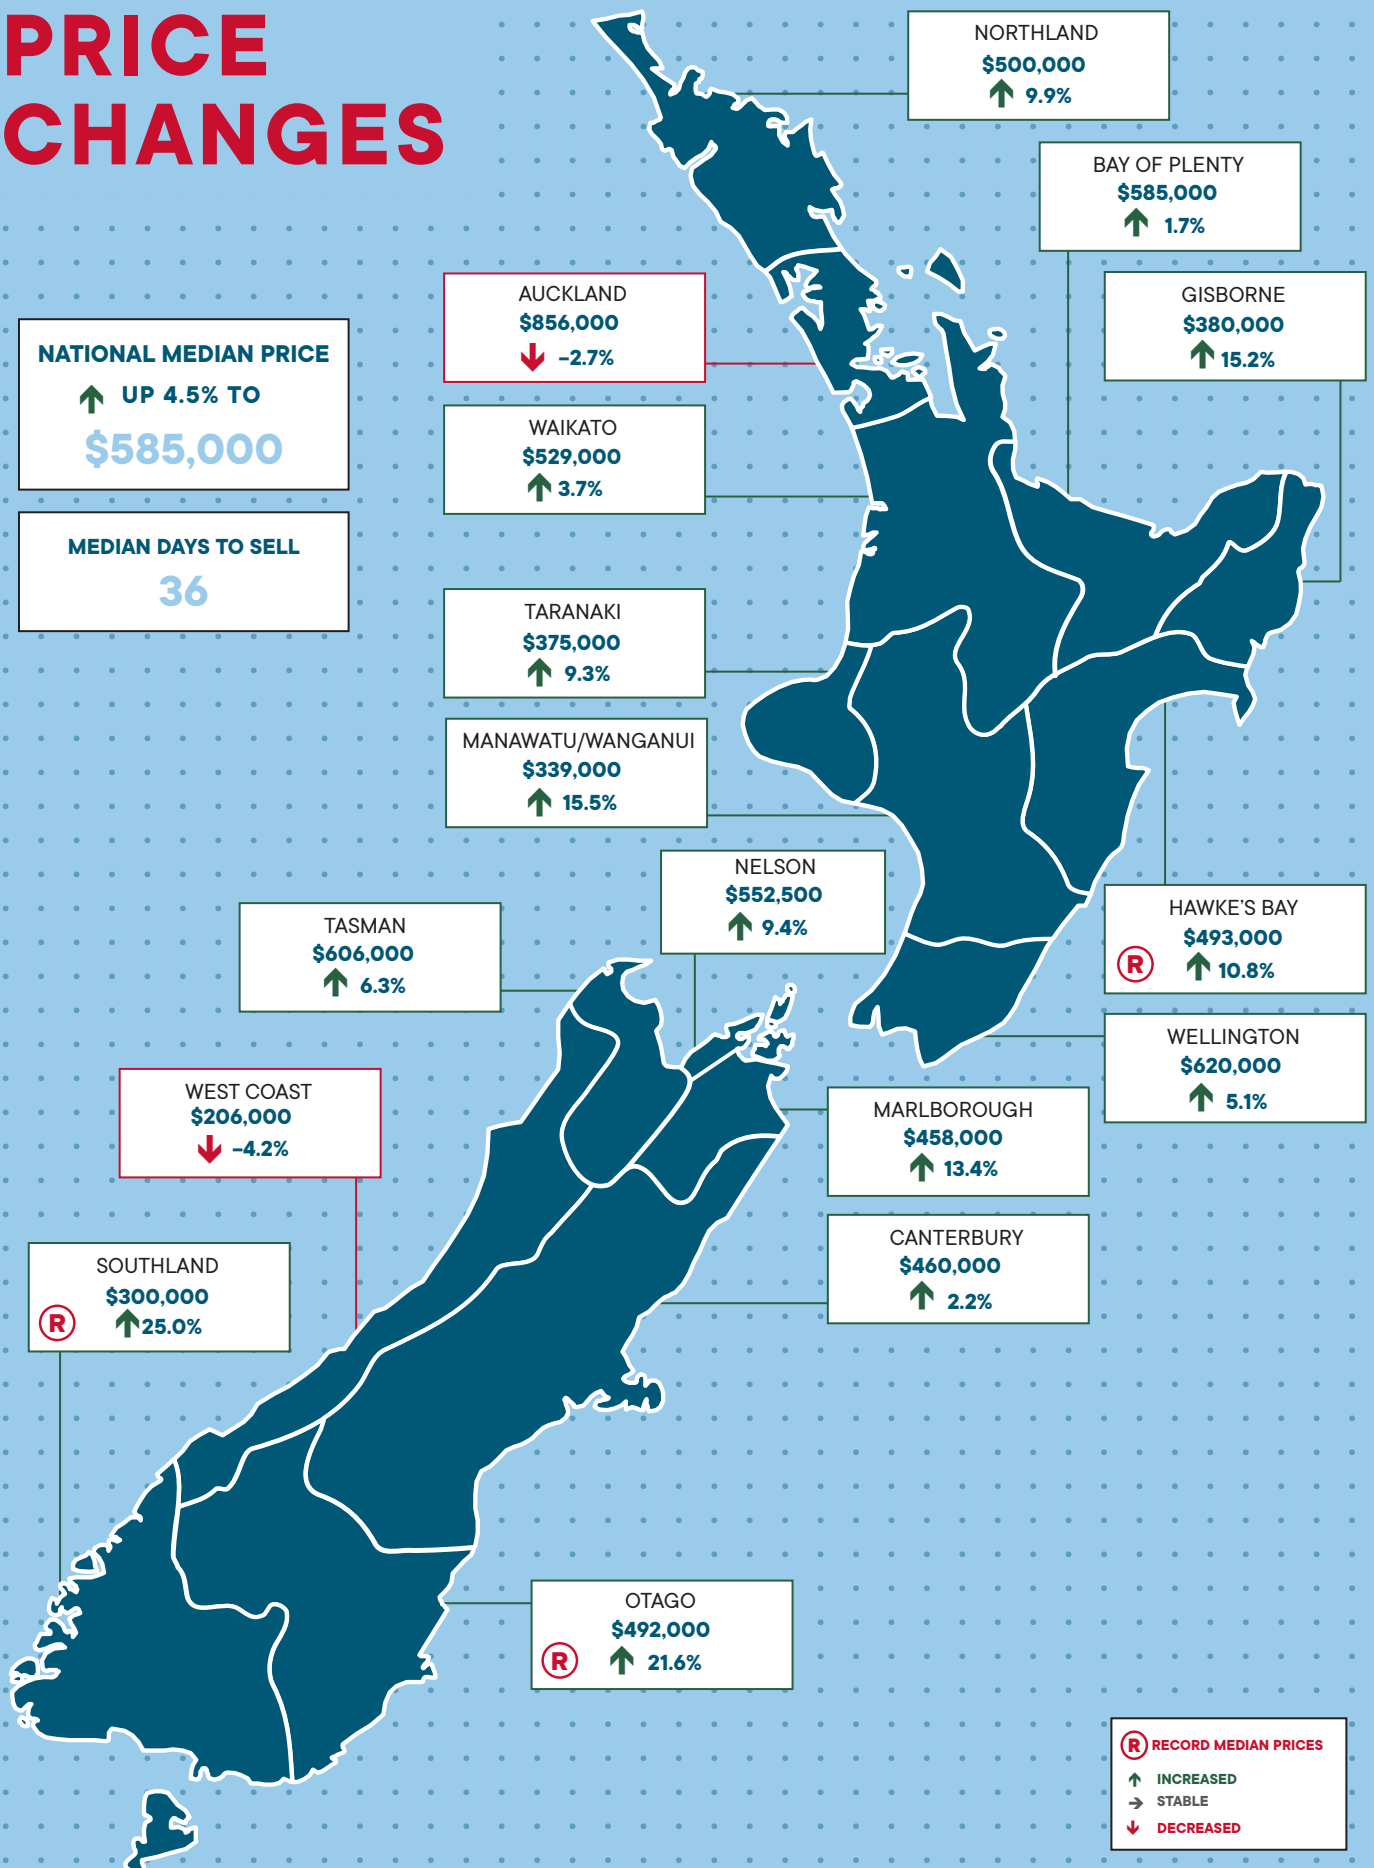 PRICE
CHANGES
NORTHLAND
$500,000
9.9%
BAY OF PLENTY
$585,000
1.7%
GISBORNE
$380,000
15.2%
AUCKLAND
$856,000
-2.7%
NATIONAL MEDIAN PRICE
UP 4.5% TO
$585,000
WAIKATO
$529,000
3.7%
MEDIAN DAYS TO SELL
36
TARANAKI
$375,000
9.3%
MANAWATU/WANGANUI
$339,000
15.5%
NELSON
$552,500
9.4%
HAWKE'S BAY
$493,000
R
10.8%
TASMAN
$606,000
6.3%
WELLINGTON
$620,000
5.1%
WEST COAST
$206,000
-4.2%
MARLBOROUGH
$458,000
13.4%
CANTERBURY
$460,000
2.2%
SOUTHLAND
$300,000
R
25.0%
OTAGO
$492,000
R
21.6%
R RECORD MEDIAN PRICES
INCREASED
STABLE
DECREASED